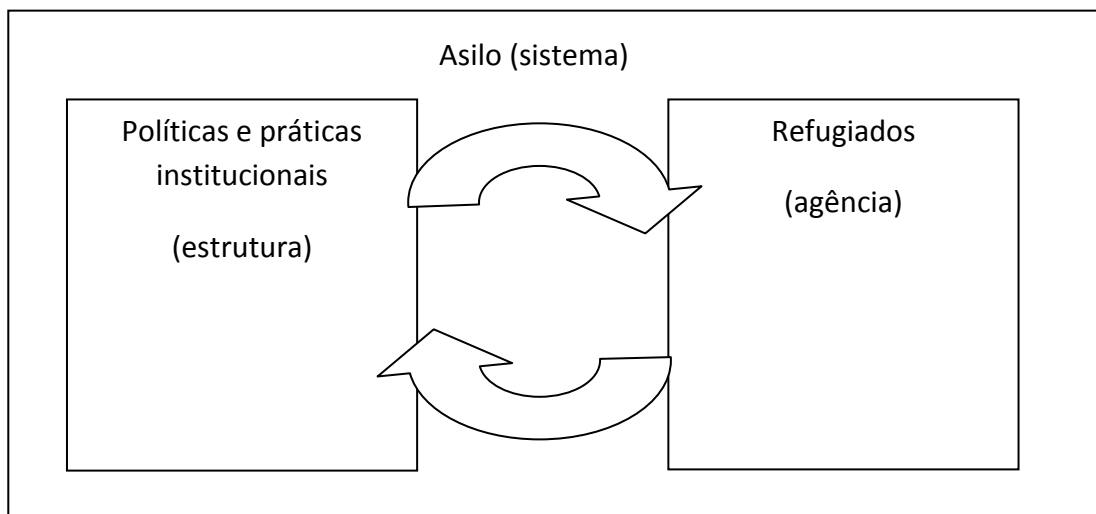 Asilo (sistema)
Políticas e práticas
institucionais
(estrutura)
Refugiados
(agência)